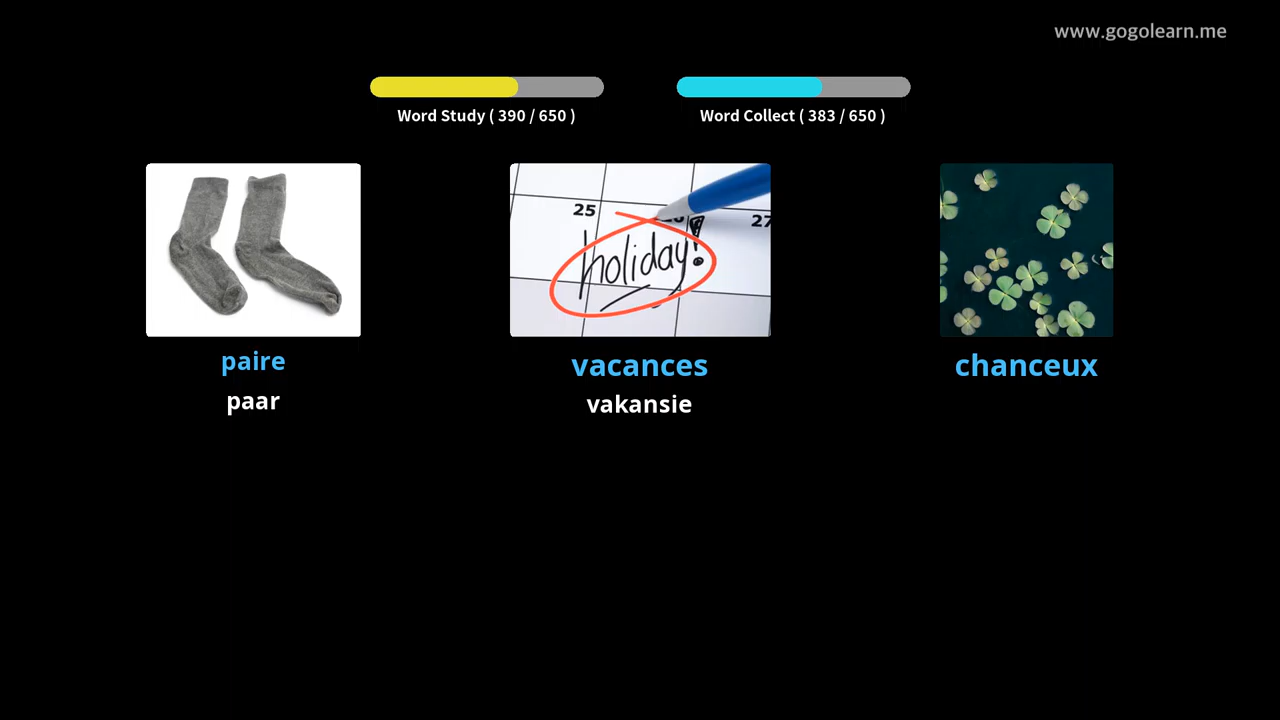 www.gogolearn.me
Word Study ( 390 / 650 )
Word Collect ( 383 / 650 )
25
27
holiday!
paire
vacances
chanceux
paar
vakansie